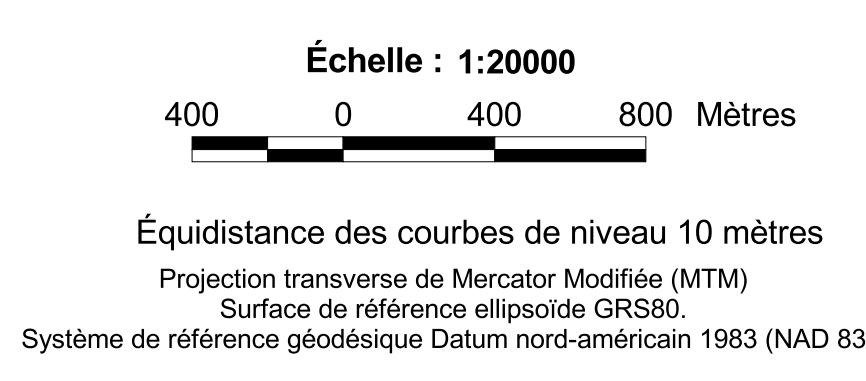 Échelle : 1:20000
400 0 400 800 Mètres
Équidistance des courbes de niveau 10 mètres
Projection transverse de Mercator Modifiée (MTM)
Surface de référence ellipsoïde GRS80.
Système de référence géodésique Datum nord-américain 1983 (NAD 83